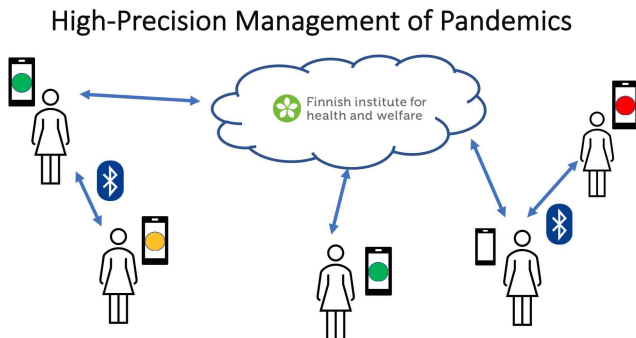 High-Precision Management of Pandemics
Finnish institute for
health and welfare